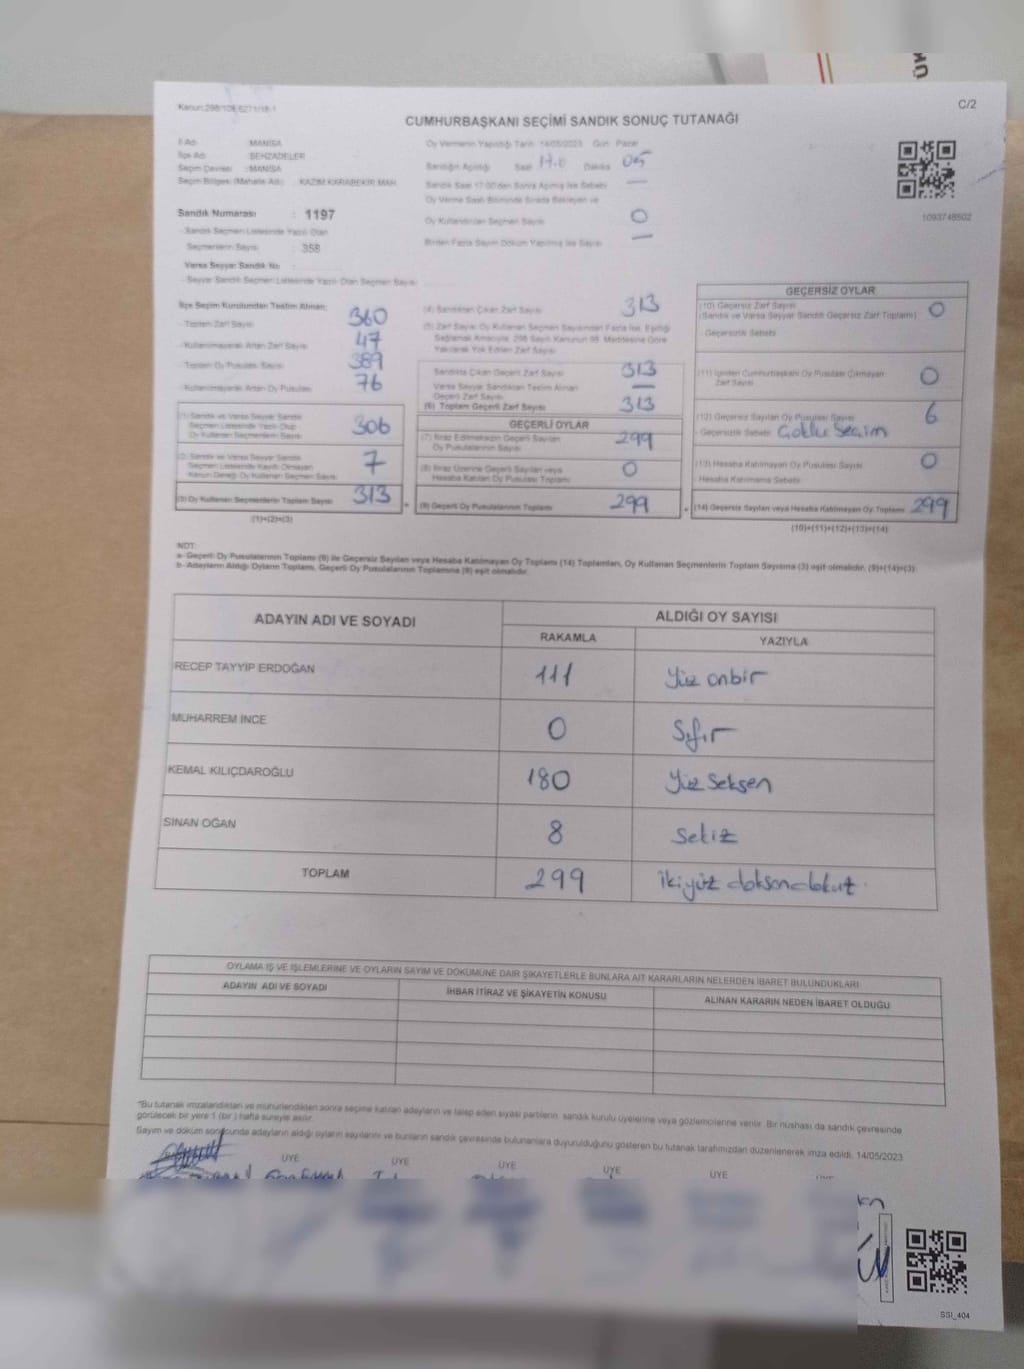 Kanun:298/108,6271/18-1
C/2
CUMHURBAŞKANI SEÇİMİ SANDIK SONUÇ TUTANAĞI
İl Adı : MANİSA
İlçe Adı : ŞEHZADELER
Seçim Çevresi : MANİSA
Seçim Bölgesi (Mahalle Adı) : KAZIM KARABEKİR MAH.
Sandık Numarası : 1197
- Sandık Seçmen Listesinde Yazılı Olan
Seçmenlerin Sayısı : 358
Varsa Seyyar Sandık No :
- Seyyar Sandık Seçmen Listesinde Yazılı Olan Seçmen Sayısı
Oy Vermenin Yapıldığı Tarih 14/05/2023 Gün Pazar
Sandığın Açıldığı Saat Dakika 05
Sandık Saat 17:00'den Sonra Açılmış İse Sebebi —
Oy Verme Saati Bitiminde Sırada Bekleyen ve
Oy Kullandırılan Seçmen Sayısı 0
Birden Fazla Sayım Döküm Yapılmış İse Sayısı —
1093748502
İlçe Seçim Kurulundan Teslim Alınan;
- Toplam Zarf Sayısı 360
- Kullanılmayarak Artan Zarf Sayısı 47
- Toplam Oy Pusulası Sayısı 389
- Kullanılmayarak Artan Oy Pusulası 76
(1) Sandık ve Varsa Seyyar Sandık
Seçmen Listesinde Yazılı Olup
Oy Kullanan Seçmenlerin Sayısı 306
(2) Sandık ve Varsa Seyyar Sandık
Seçmen Listesinde Kayıtlı Olmayan
Kanun Gereği Oy Kullanan Seçmenlerin Sayısı 7
(3) Oy Kullanan Seçmenlerin Toplam Sayısı 313
(1)+(2)=(3)
(4) Sandıktan Çıkan Zarf Sayısı 313
(5) Zarf Sayısı Oy Kullanan Seçmen Sayısından Fazla İse, Eşitliği
Sağlamak Amacıyla, 298 Sayılı Kanunun 98. Maddesine Göre
Yakılarak Yok Edilen Zarf Sayısı
Sandıkta Çıkan Geçerli Zarf Sayısı 313
Varsa Seyyar Sandıktan Teslim Alınan
Geçerli Zarf Sayısı —
(6) Toplam Geçerli Zarf Sayısı 313
GEÇERLİ OYLAR
(7) İtiraz Edilmeksizin Geçerli Sayılan
Oy Pusulalarının Sayısı 299
(8) İtiraz Üzerine Geçerli Sayılan veya
Hesaba Katılan Oy Pusulası Toplamı 0
(9) Geçerli Oy Pusulalarının Toplamı 299
GEÇERSİZ OYLAR
(10) Geçersiz Zarf Sayısı 0
(Sandık ve Varsa Seyyar Sandık Geçersiz Zarf Toplamı)
- Geçersizlik Sebebi
(11) İçinden Cumhurbaşkanı Oy Pusulası Çıkmayan
Zarf Sayısı 0
(12) Geçersiz Sayılan Oy Pusulası Sayısı 6
- Geçersizlik Sebebi Çoklu Seçim
(13) Hesaba Katılmayan Oy Pusulası Sayısı 0
Hesaba Katılmama Sebebi
(14) Geçersiz Sayılan veya Hesaba Katılmayan Oy Toplamı 299
(10)+(11)+(12)+(13)=(14)
NOT:
a- Geçerli Oy Pusulalarının Toplamı (9) ile Geçersiz Sayılan veya Hesaba Katılmayan Oy Toplamı (14) Toplamları, Oy Kullanan Seçmenlerin Toplam Sayısına (3) eşit olmalıdır. (9)+(14)=(3)
b- Adayların Aldığı Oyların Toplamı, Geçerli Oy Pusulalarının Toplamına (9) eşit olmalıdır.
ADAYIN ADI VE SOYADI
ALDIĞI OY SAYISI
RAKAMLA YAZIYLA
RECEP TAYYİP ERDOĞAN 111 Yüz onbir
MUHARREM İNCE 0 Sıfır
KEMAL KILIÇDAROĞLU 180 Yüz Seksen
SİNAN OĞAN 8 Sekiz
TOPLAM 299 İkiyüz doksandokuz
OYLAMA İŞ VE İŞLEMLERİNE VE OYLARIN SAYIM VE DÖKÜMÜNE DAİR ŞİKAYETLERLE BUNLARA AİT KARARLARIN NELERDEN İBARET BULUNDUKLARI
ADAYIN ADI VE SOYADI İHBAR İTİRAZ VE ŞİKAYETİN KONUSU ALINAN KARARIN NEDEN İBARET OLDUĞU
*Bu tutanak imzalandıktan ve mühürlendikten sonra seçime katılan adayların ve talep eden siyasi partilerin, sandık kurulu üyelerine veya gözlemcilerine verilir. Bir nüshası da sandık çevresinde
görülecek bir yere 1 (bir) hafta süreyle asılır.
Sayım ve döküm sonucunda adayların aldığı oyların sayılarını ve bunların sandık çevresinde bulunanlara duyurulduğunu gösteren bu tutanak tarafımızdan düzenlenerek imza edildi. 14/05/2023
ÜYE ÜYE ÜYE ÜYE ÜYE
SSI_404